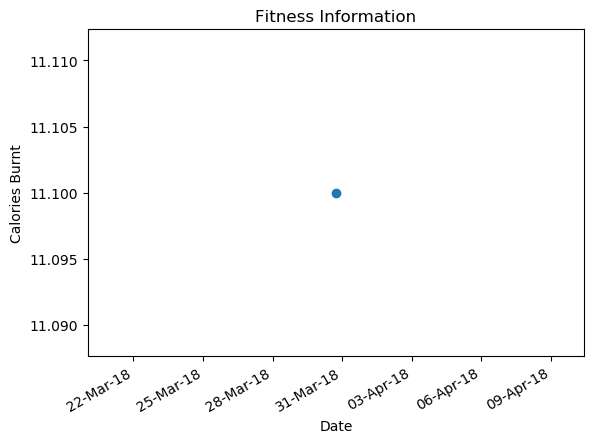 Fitness Information
Calories Burnt
11.110
11.105
11.100
11.095
11.090
22-Mar-18
25-Mar-18
28-Mar-18
31-Mar-18
03-Apr-18
06-Apr-18
09-Apr-18
Date